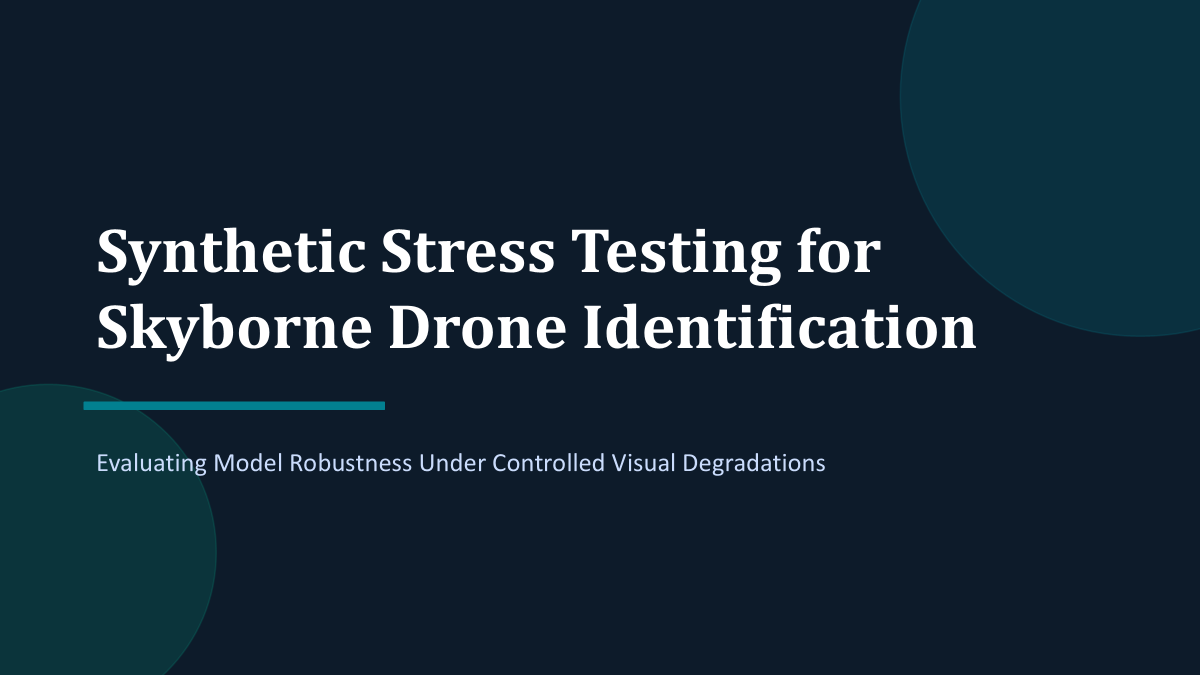 Synthetic Stress Testing for
Skyborne Drone Identification
Evaluating Model Robustness Under Controlled Visual Degradations